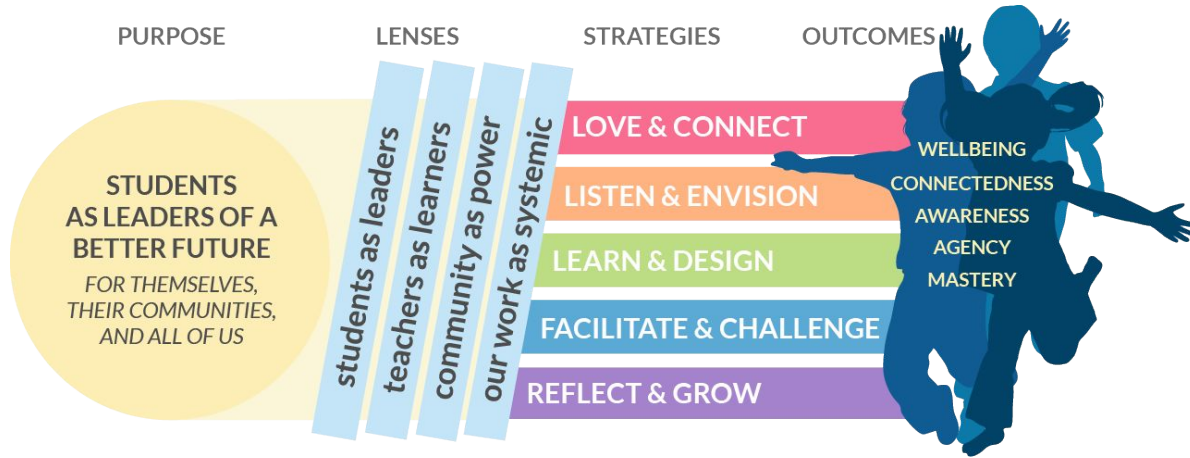 PURPOSE
LENSES
STRATEGIES
OUTCOMES
STUDENTS
AS LEADERS OF A
BETTER FUTURE
FOR THEMSELVES,
THEIR COMMUNITIES,
AND ALL OF US
students as leaders
teachers as learners
community as power
our work as systemic
LOVE & CONNECT
LISTEN & ENVISION
LEARN & DESIGN
FACILITATE & CHALLENGE
REFLECT & GROW
WELLBEING
CONNECTEDNESS
AWARENESS
AGENCY
MASTERY